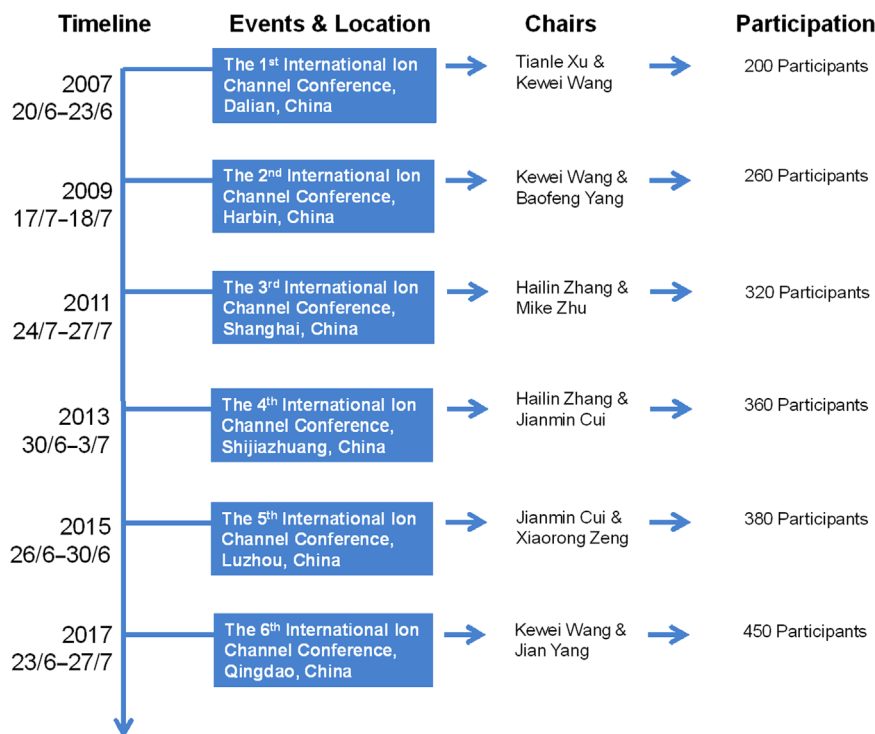 Timeline Events & Location Chairs Participation
2007
20/6–23/6
The 1st International Ion
Channel Conference,
Dalian, China
Tianle Xu &
Kewei Wang
200 Participants
2009
17/7–18/7
The 2nd International Ion
Channel Conference,
Harbin, China
Kewei Wang &
Baofeng Yang
260 Participants
2011
24/7–27/7
The 3rd International Ion
Channel Conference,
Shanghai, China
Hailin Zhang &
Mike Zhu
320 Participants
2013
30/6–3/7
The 4th International Ion
Channel Conference,
Shijiazhuang, China
Hailin Zhang &
Jianmin Cui
360 Participants
2015
26/6–30/6
The 5th International Ion
Channel Conference,
Luzhou, China
Jianmin Cui &
Xiaorong Zeng
380 Participants
2017
23/6–27/7
The 6th International Ion
Channel Conference,
Qingdao, China
Kewei Wang &
Jian Yang
450 Participants